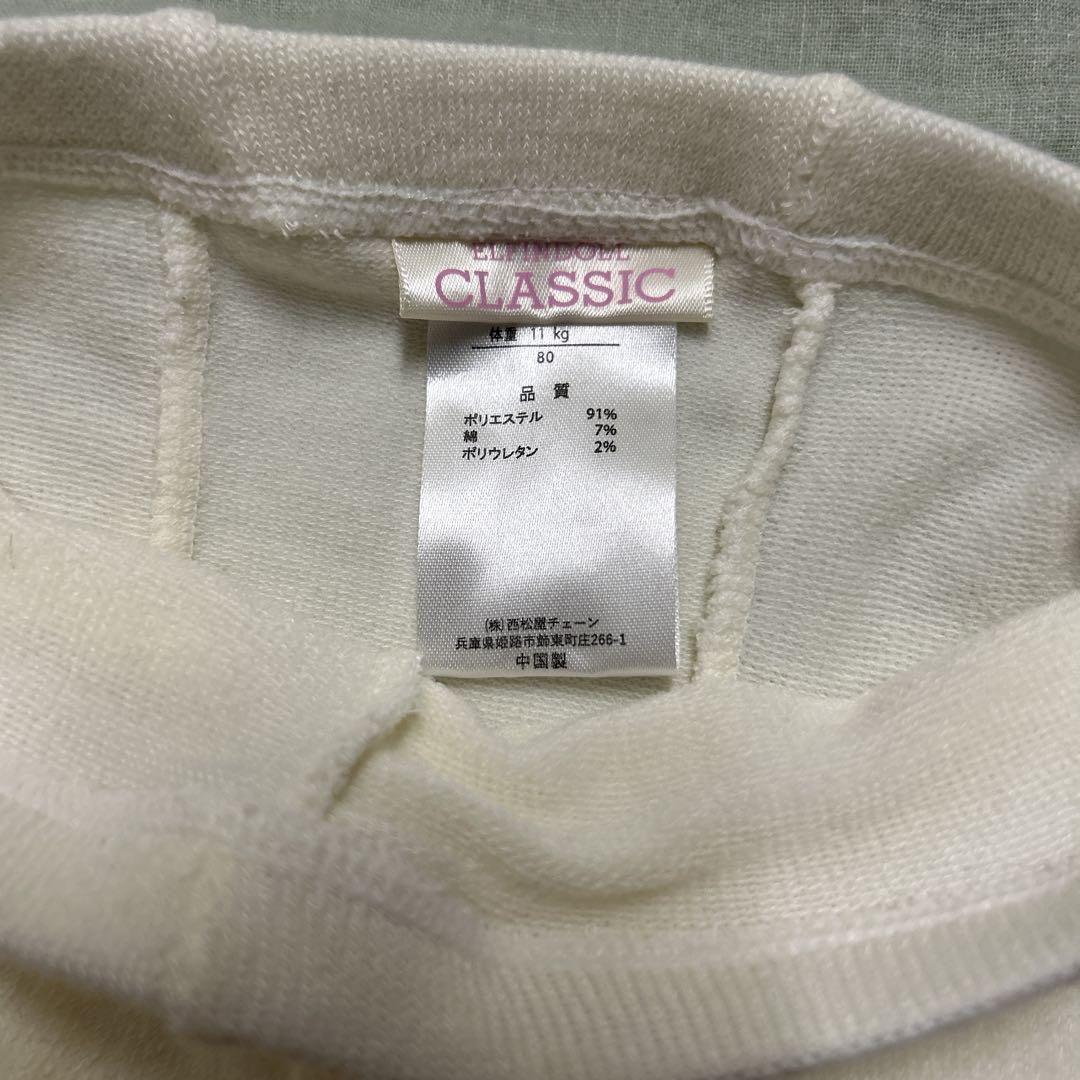 ELFINDOLL
CLASSIC
体重 11 kg
80
品 質
ポリエステル 91%
綿 7%
ポリウレタン 2%
(株)西松屋チェーン
兵庫県姫路市飾東町庄266-1
中国製